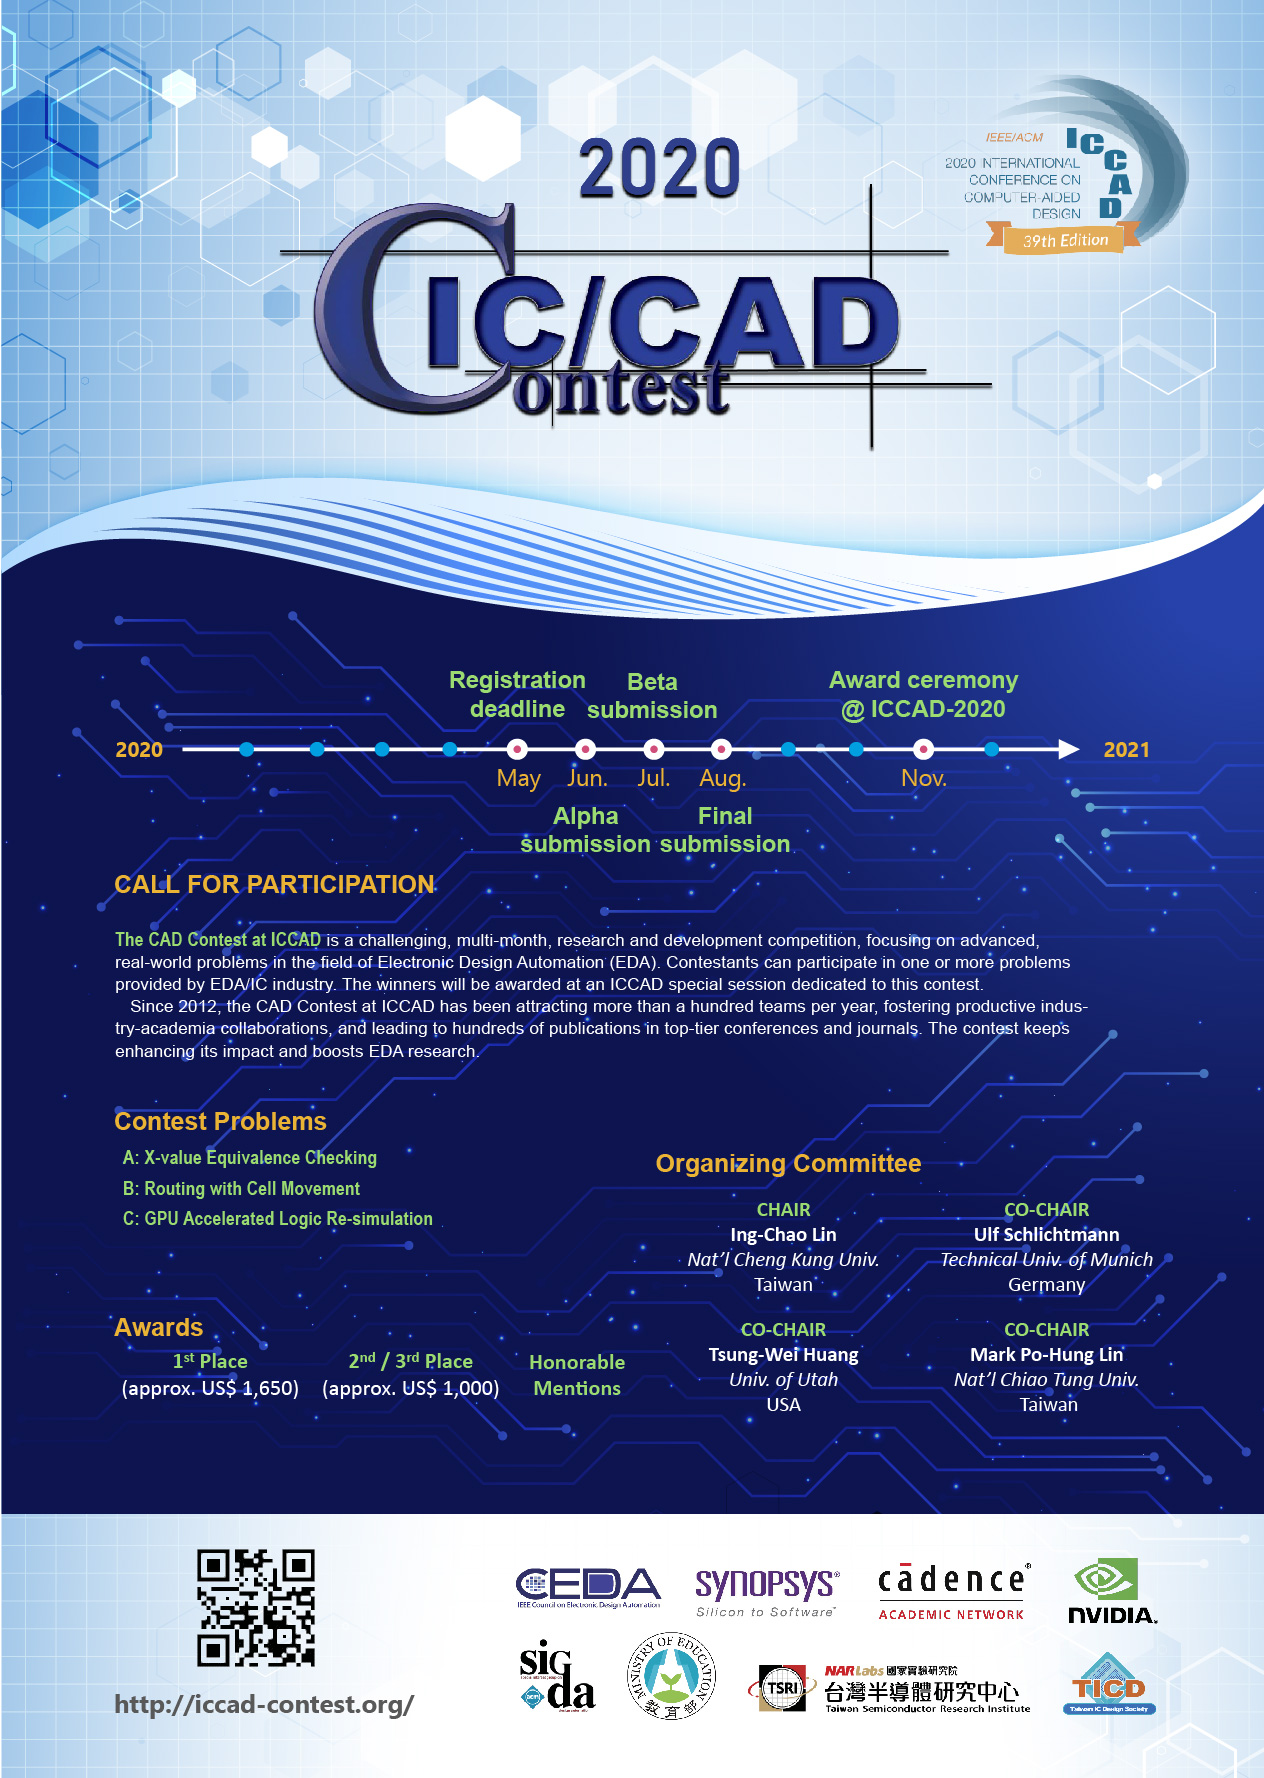 2020
IC/CAD
Contest
IEEE/ACM
ICCAD
2020 INTERNATIONAL
CONFERENCE ON
COMPUTER-AIDED
DESIGN
39th Edition
Registration
deadline
Beta
submission
Award ceremony
@ ICCAD-2020
2020
2021
May
Jun.
Jul.
Aug.
Nov.
Alpha
submission
Final
submission
CALL FOR PARTICIPATION
The CAD Contest at ICCAD is a challenging, multi-month, research and development competition, focusing on advanced,
real-world problems in the field of Electronic Design Automation (EDA). Contestants can participate in one or more problems
provided by EDA/IC industry. The winners will be awarded at an ICCAD special session dedicated to this contest.
Since 2012, the CAD Contest at ICCAD has been attracting more than a hundred teams per year, fostering productive indus-
try-academia collaborations, and leading to hundreds of publications in top-tier conferences and journals. The contest keeps
enhancing its impact and boosts EDA research.
Contest Problems
A: X-value Equivalence Checking
B: Routing with Cell Movement
C: GPU Accelerated Logic Re-simulation
Organizing Committee
CHAIR
Ing-Chao Lin
Nat'l Cheng Kung Univ.
Taiwan
CO-CHAIR
Ulf Schlichtmann
Technical Univ. of Munich
Germany
CO-CHAIR
Tsung-Wei Huang
Univ. of Utah
USA
CO-CHAIR
Mark Po-Hung Lin
Nat'l Chiao Tung Univ.
Taiwan
Awards
1st Place
(approx. US$ 1,650)
2nd / 3rd Place
(approx. US$ 1,000)
Honorable
Mentions
http://iccad-contest.org/
CEDA
IEEE Council on Electronic Design Automation
SYNOPSYS®
Silicon to Software™
cādence®
ACADEMIC NETWORK
NVIDIA.
sigda
acm
MINISTRY OF EDUCATION
教育部
TSRI
NARLabs 國家實驗研究院
台灣半導體研究中心
Taiwan Semiconductor Research Institute
TICD
Taiwan IC Design Society